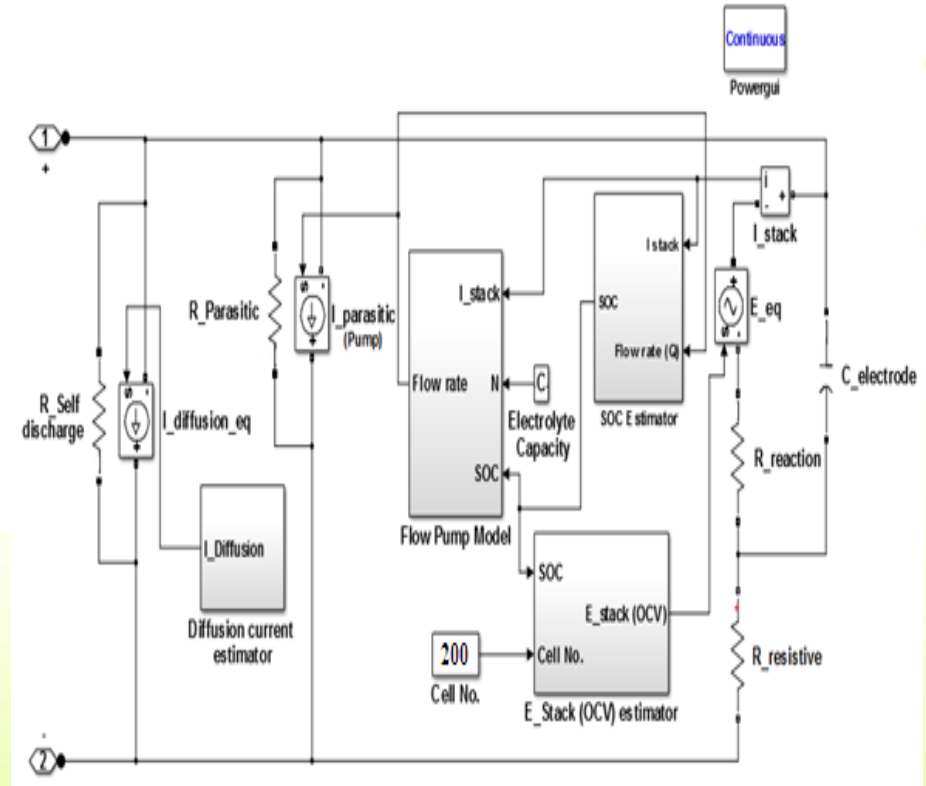 Continuous
Powergui
1
+
i
+
-
I_stack
I stack
SOC
Flow rate (Q)
SOC Estimator
R_Parasitic
s
-
+
I_parasitic
(Pump)
I_stack
Flow rate
N
SOC
Flow Pump Model
C
Electrolyte
Capacity
+
s
-
E_eq
C_electrode
R_Self
discharge
s
-
+
I_diffusion_eq
R_reaction
I_Diffusion
Diffusion current
estimator
SOC
E_stack (OCV)
Cell No.
E_Stack (OCV) estimator
200
Cell No.
R_resistive
-
2